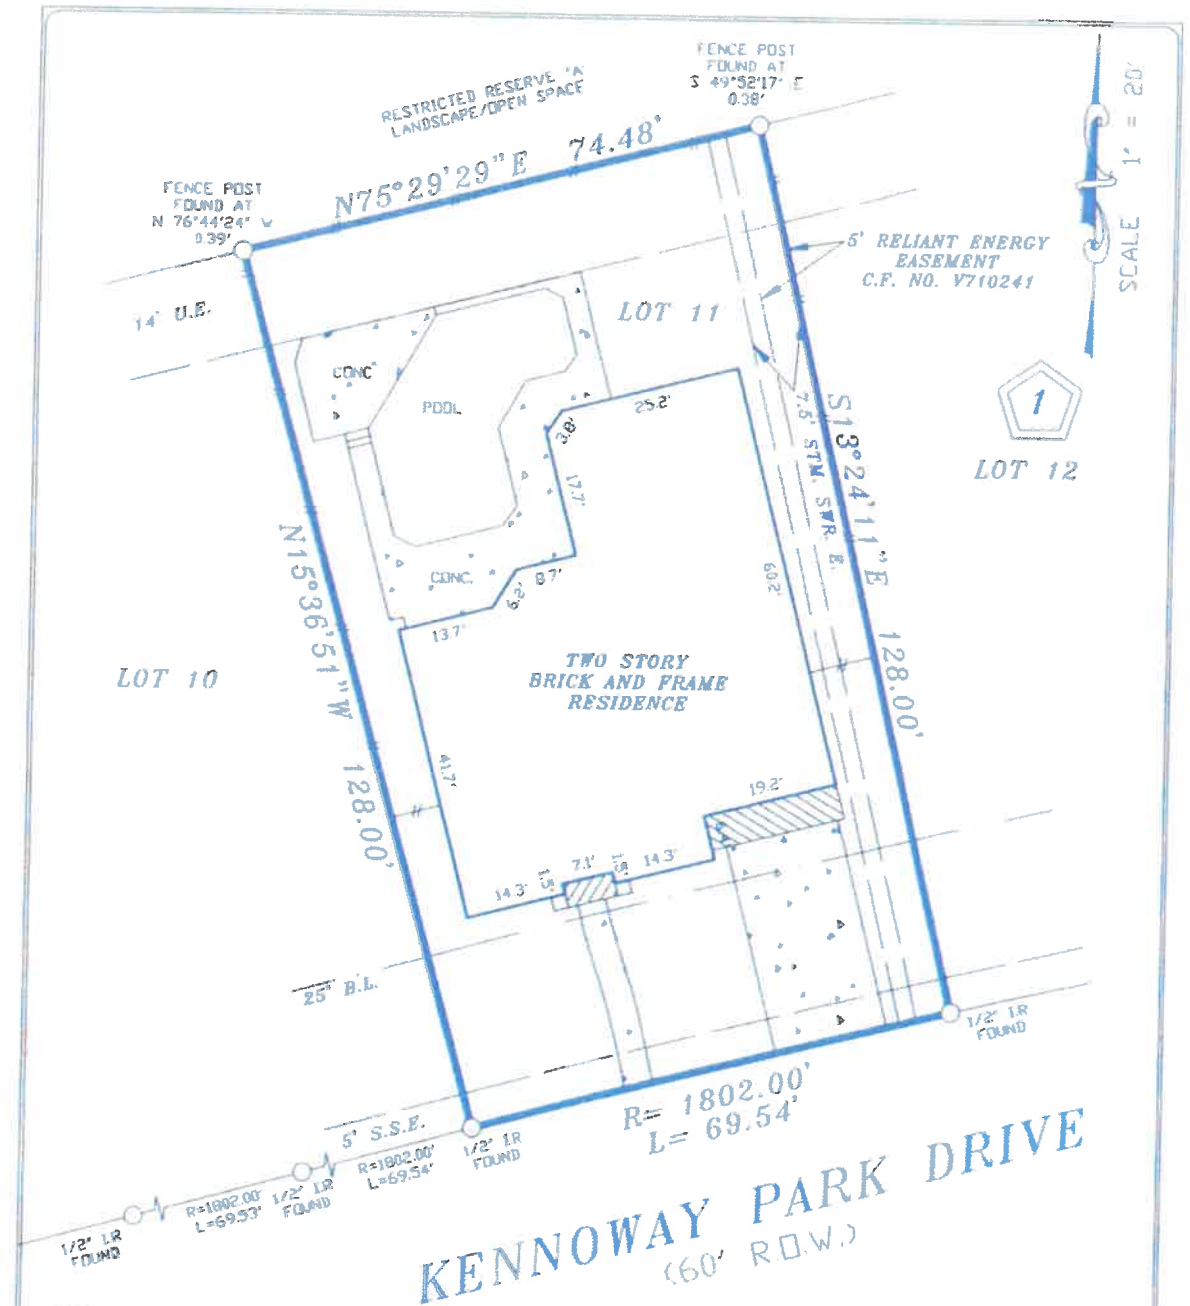 FENCE POST
FOUND AT
S 49°52'17" E
0.38'
RESTRICTED RESERVE "A"
LANDSCAPE/OPEN SPACE
SCALE 1" = 20'
N75°29'29"E 74.48'
FENCE POST
FOUND AT
N 76°44'24" W
0.39'
5' RELIANT ENERGY
EASEMENT
C.F. NO. V710241
14' U.E.
LOT 11
CONC
POOL
25.2'
3.8'
1
LOT 12
7.5' STM. SWR. E.
S13°24'11"E 128.00'
17.7'
N15°36'51"W 128.00'
CONC.
8.7'
6.2'
60.2'
13.7'
LOT 10
TWO STORY
BRICK AND FRAME
RESIDENCE
41.7'
19.2'
14.3'
1.5'
7.1'
1.5'
14.3'
25' B.L.
1/2" I.R
FOUND
5' S.S.E.
R= 1802.00'
L= 69.54'
1/2" I.R
FOUND
R=1802.00'
L=69.54'
1/2" I.R
FOUND
R=1802.00'
L=69.53'
1/2" I.R
FOUND
KENNOWAY PARK DRIVE
(60' R.O.W.)